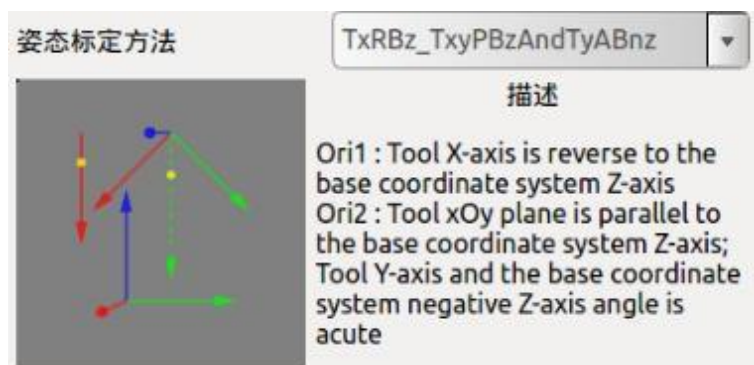 姿态标定方法
TxRBz_TxyPBzAndTyABnz
描述
Ori1 : Tool X-axis is reverse to the
base coordinate system Z-axis
Ori2 : Tool xOy plane is parallel to
the base coordinate system Z-axis;
Tool Y-axis and the base coordinate
system negative Z-axis angle is
acute